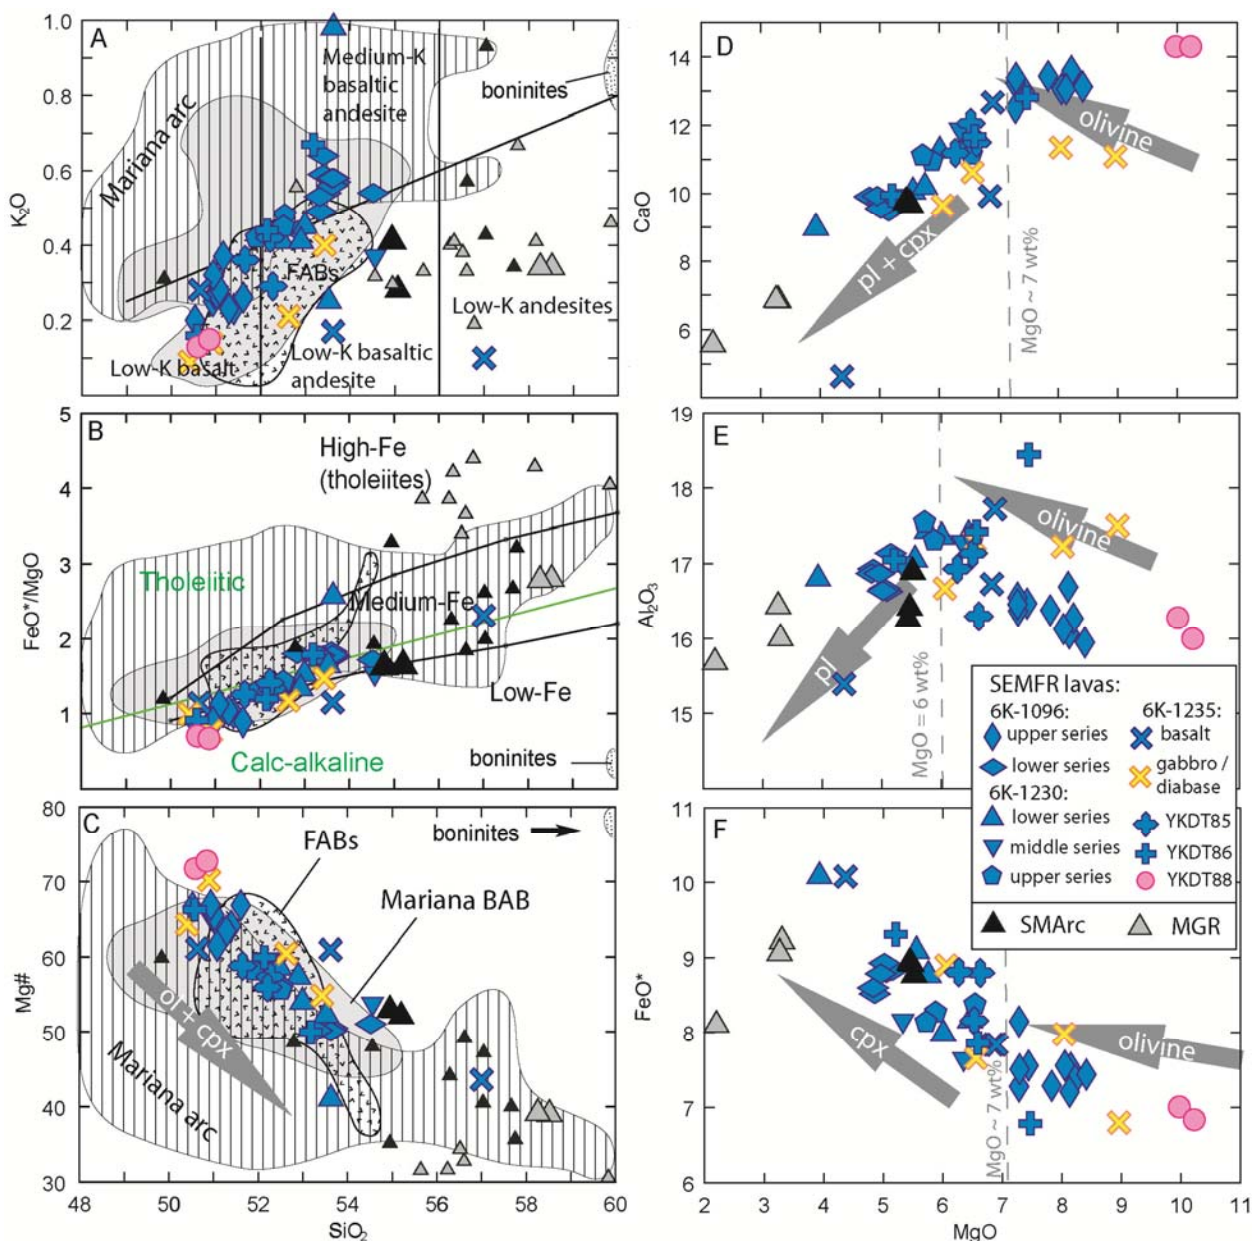 A
1.0
0.8
0.6
0.4
0.2
K₂O
Mariana arc
Medium-K
basaltic
andesite
boninites
FABs
Low-K andesites
Low-K basalt
Low-K basaltic
andesite
B
5
4
3
2
1
FeO*/MgO
High-Fe
(tholeiites)
Tholeiitic
Medium-Fe
Low-Fe
Calc-alkaline
boninites
C
80
70
60
50
40
30
Mg#
boninites
FABs
Mariana BAB
ol + cpx
Mariana arc
48
50
52
54
56
58
60
SiO₂
D
14
12
10
8
6
CaO
olivine
pl + cpx
MgO ~ 7 wt%
E
19
18
17
16
15
Al₂O₃
olivine
pl
MgO = 6 wt%
F
11
10
9
8
7
6
FeO*
cpx
olivine
MgO ~ 7 wt%
2
3
4
5
6
7
8
9
10
11
MgO
SEMFR lavas:
6K-1096:
upper series
lower series
6K-1230:
lower series
middle series
upper series
6K-1235:
basalt
gabbro /
diabase
YKDT85
YKDT86
YKDT88
SMArc
MGR